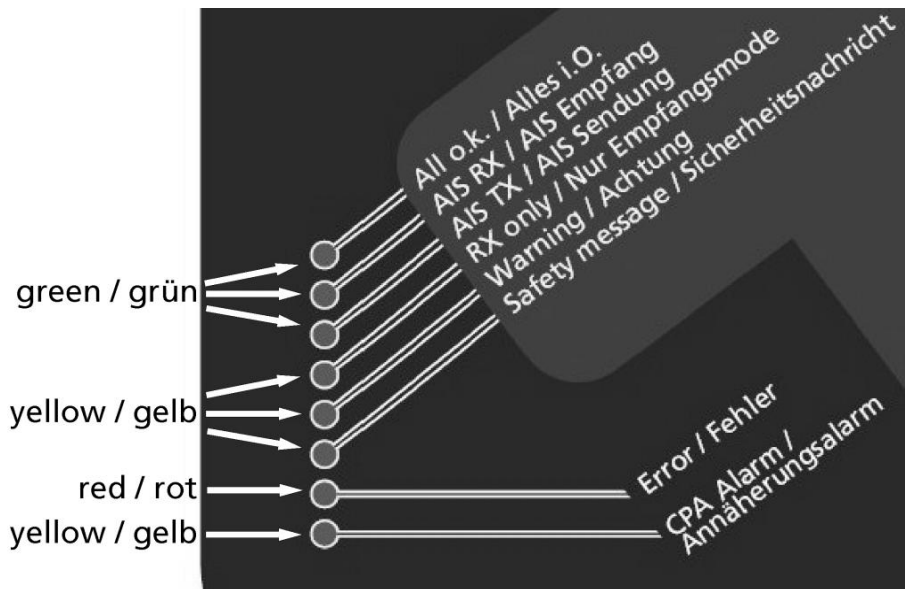 All o.k. / Alles i.O.
AIS RX / AIS Empfang
AIS TX / AIS Sendung
RX only / Nur Empfangsmode
Warning / Achtung
Safety message / Sicherheitsnachricht
green / grün
yellow / gelb
red / rot
yellow / gelb
Error / Fehler
CPA Alarm /
Annäherungsalarm